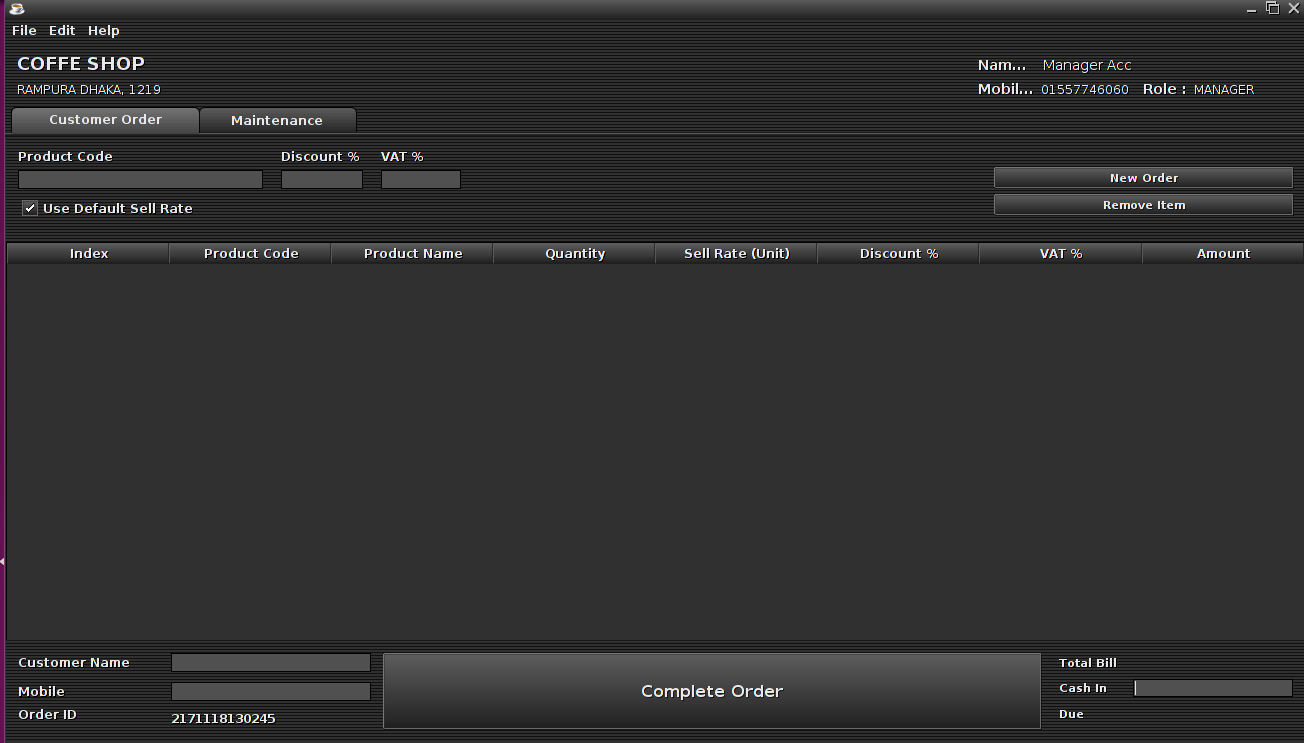 File Edit Help
COFFE SHOP
Nam... Manager Acc
RAMPURA DHAKA, 1219
Mobil... 01557746060 Role : MANAGER
Customer Order Maintenance
Product Code Discount % VAT %
New Order
Use Default Sell Rate
Remove Item
Index Product Code Product Name Quantity Sell Rate (Unit) Discount % VAT % Amount
Customer Name
Mobile
Order ID 2171118130245
Complete Order
Total Bill
Cash In
Due